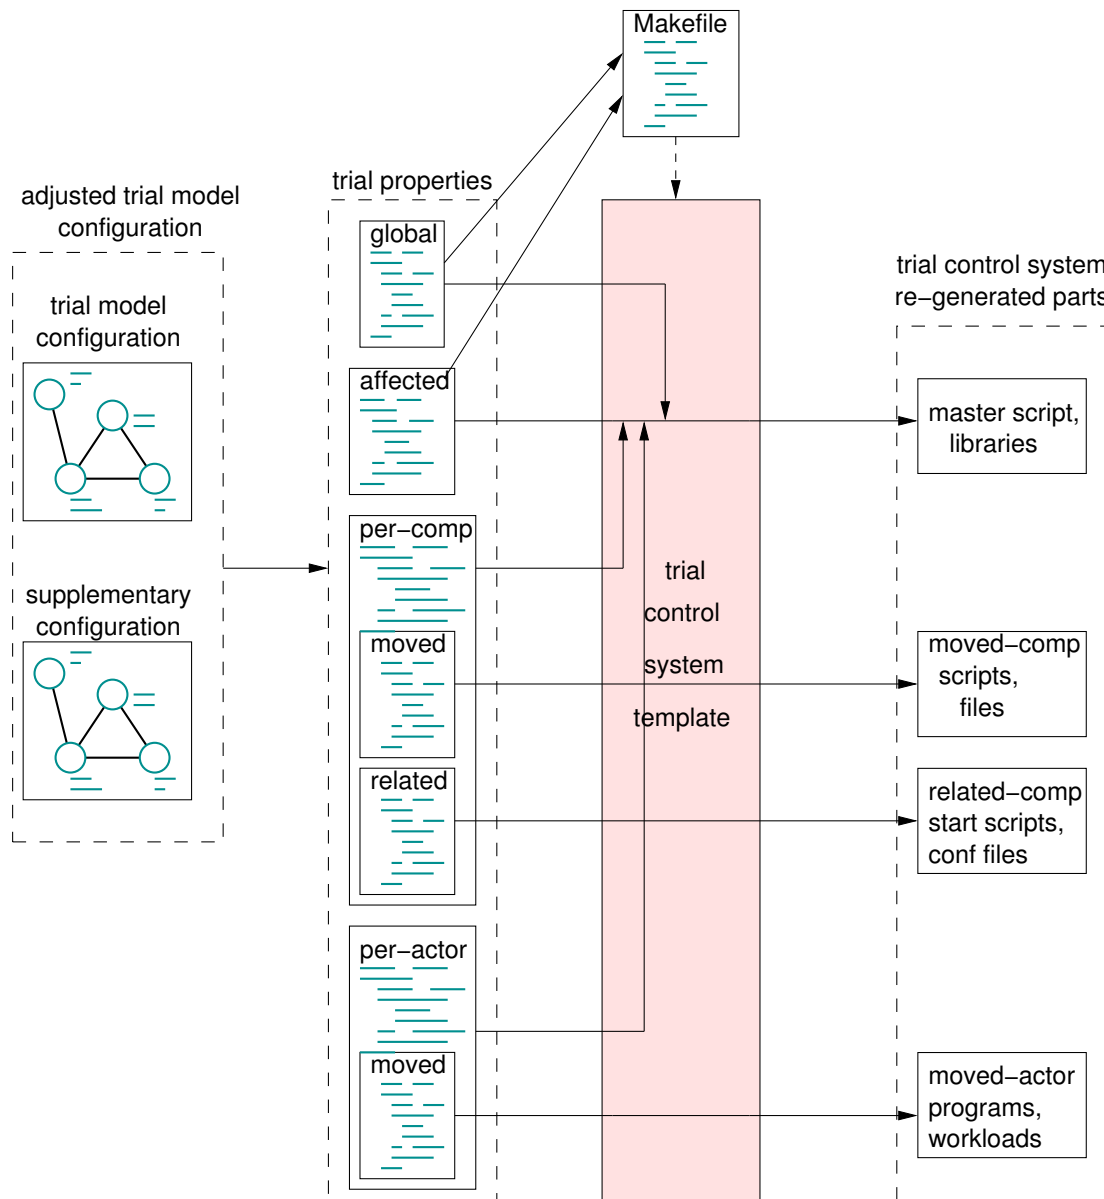 Makefile
adjusted trial model
configuration
trial model
configuration
supplementary
configuration
trial properties
global
affected
per−comp
moved
related
per−actor
moved
trial
control
system
template
trial control system
re−generated parts
master script,
libraries
moved−comp
scripts,
files
related−comp
start scripts,
conf files
moved−actor
programs,
workloads